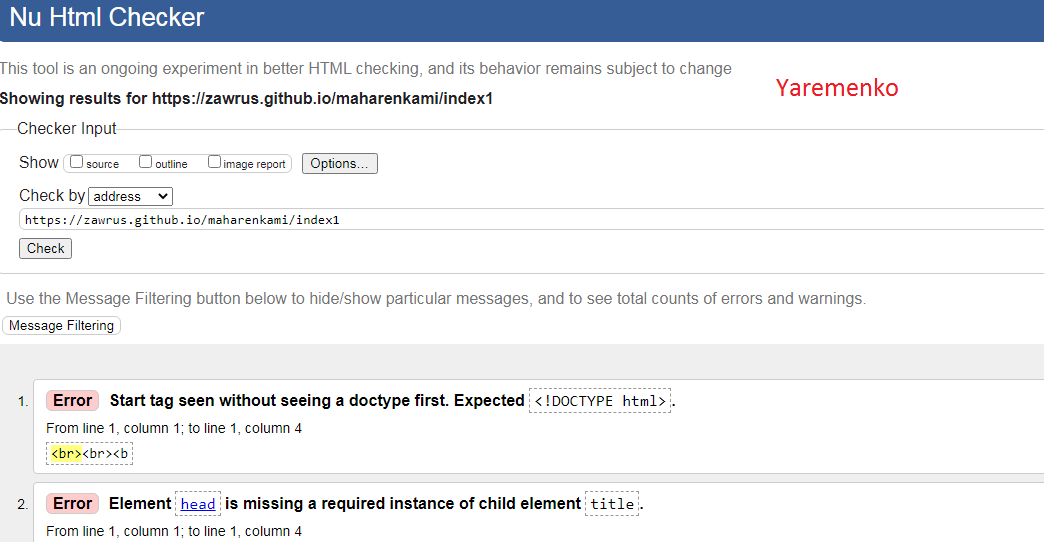 Nu Html Checker
This tool is an ongoing experiment in better HTML checking, and its behavior remains subject to change
Yaremenko
Showing results for https://zawrus.github.io/maharenkami/index1
Checker Input
Show source outline image report Options...
Check by address
https://zawrus.github.io/maharenkami/index1
Check
Use the Message Filtering button below to hide/show particular messages, and to see total counts of errors and warnings.
Message Filtering
1. Error Start tag seen without seeing a doctype first. Expected <!DOCTYPE html>.
From line 1, column 1; to line 1, column 4
<br><br><b
2. Error Element head is missing a required instance of child element title.
From line 1, column 1; to line 1, column 4